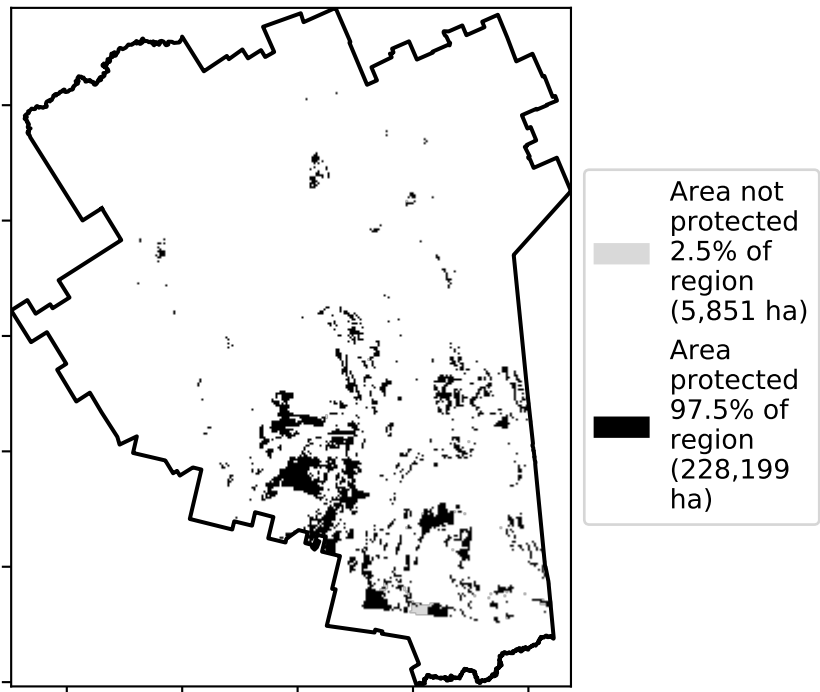 Area not
protected
2.5% of
region
(5,851 ha)
Area
protected
97.5% of
region
(228,199
ha)